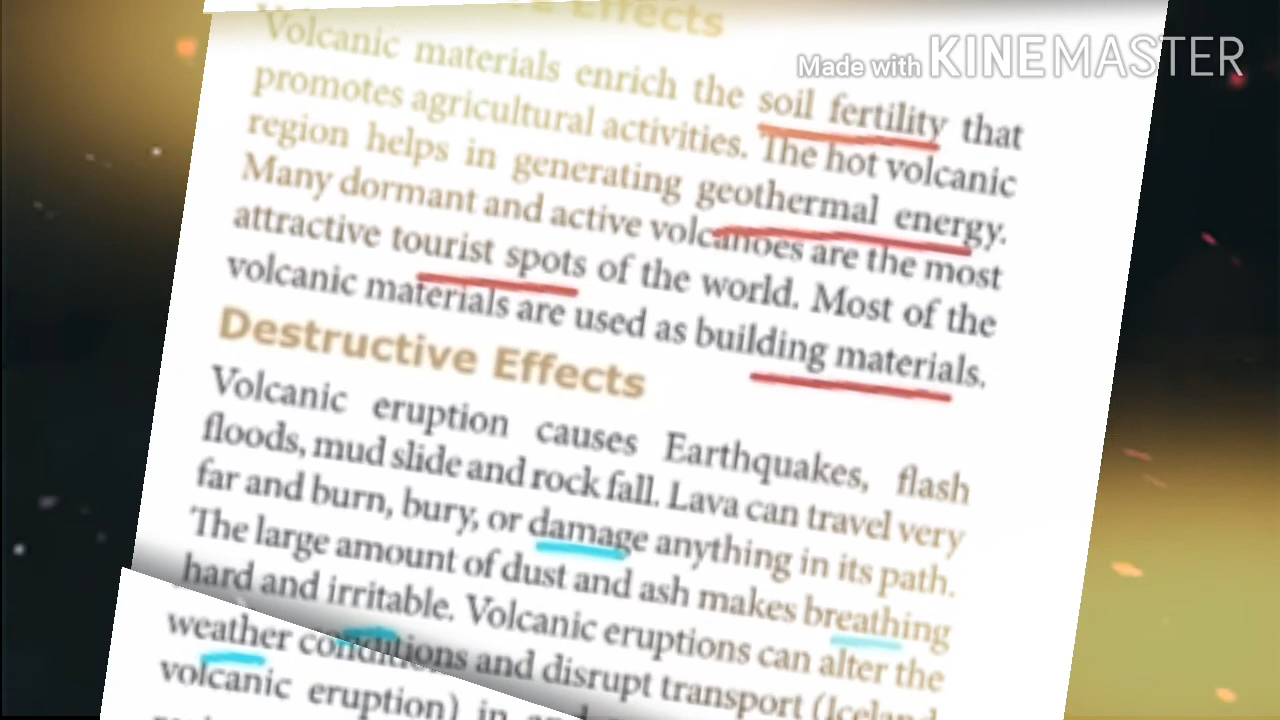 Effects
Made with KINEMASTER
Volcanic materials enrich the soil fertility that
promotes agricultural activities. The hot volcanic
region helps in generating geothermal energy.
Many dormant and active volcanoes are the most
attractive tourist spots of the world. Most of the
volcanic materials are used as building materials.
Destructive Effects
Volcanic eruption causes Earthquakes, flash
floods, mud slide and rock fall. Lava can travel very
far and burn, bury, or damage anything in its path.
The large amount of dust and ash makes breathing
hard and irritable. Volcanic eruptions can alter the
weather conditions and disrupt transport (Iceland
volcanic eruption) in